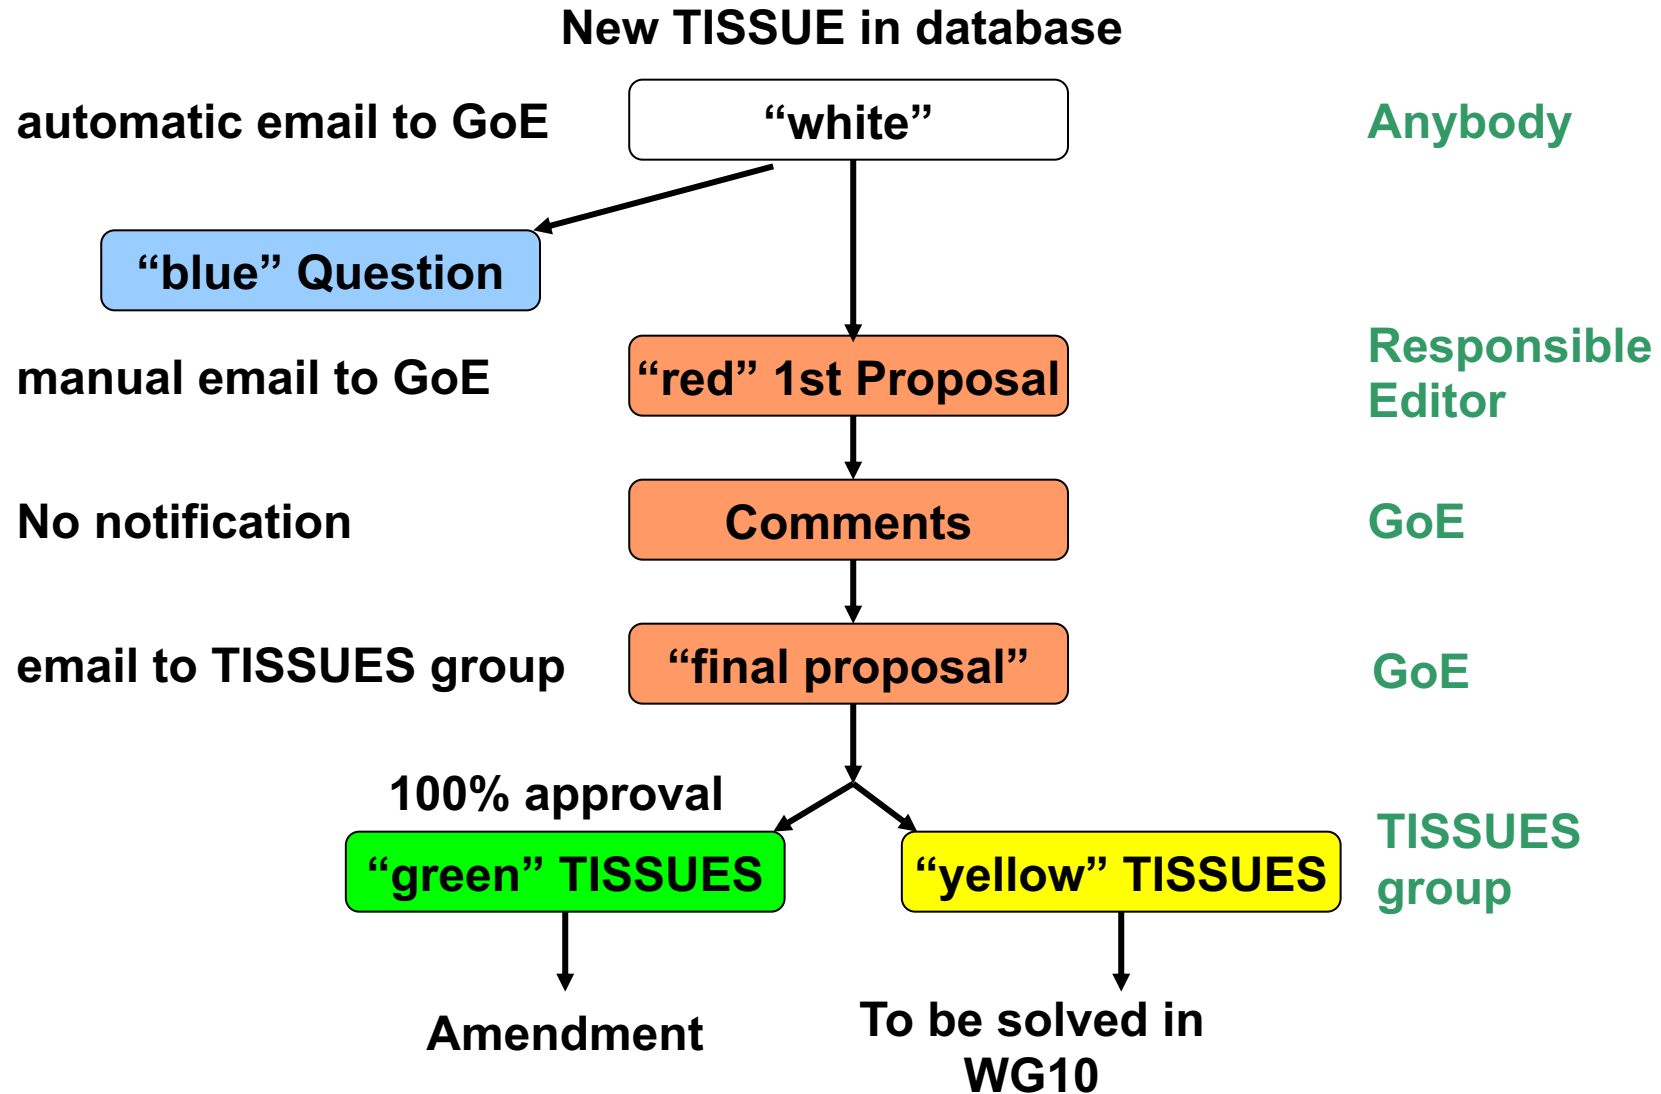 New TISSUE in database
automatic email to GoE
“white”
Anybody
“blue” Question
manual email to GoE
“red” 1st Proposal
Responsible
Editor
No notification
Comments
GoE
email to TISSUES group
“final proposal”
GoE
100% approval
“green” TISSUES
“yellow” TISSUES
TISSUES
group
Amendment
To be solved in
WG10